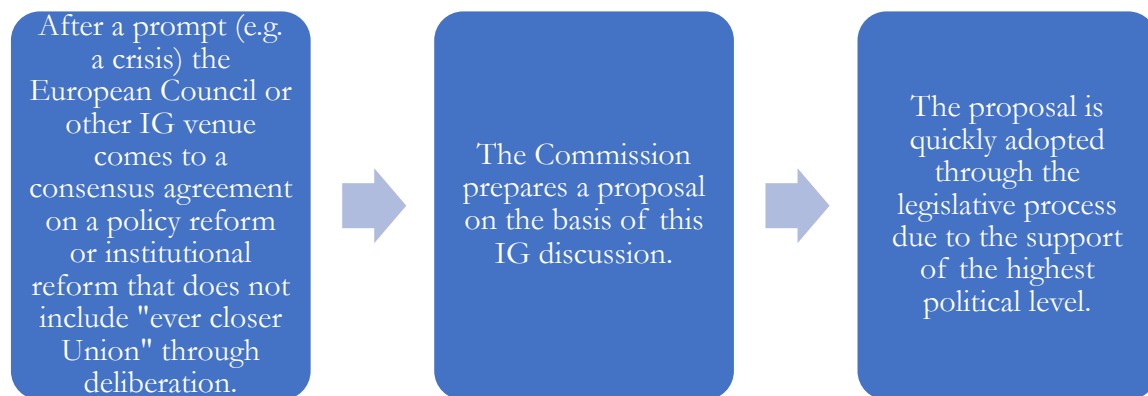 After a prompt (e.g.
a crisis) the
European Council or
other IG venue
comes to a
consensus agreement
on a policy reform
or institutional
reform that does not
include "ever closer
Union" through
deliberation.
The Commission
prepares a proposal
on the basis of this
IG discussion.
The proposal is
quickly adopted
through the
legislative process
due to the support
of the highest
political level.